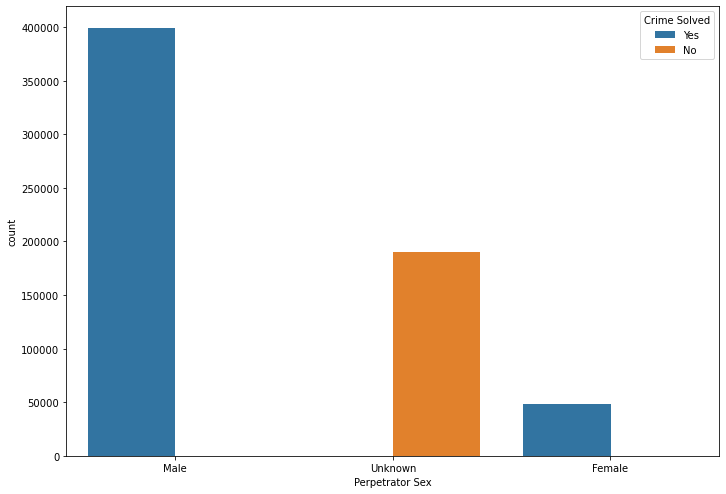 Crime Solved
Yes
No
400000
350000
300000
250000
200000
150000
100000
50000
0
count
Male Unknown Female
Perpetrator Sex